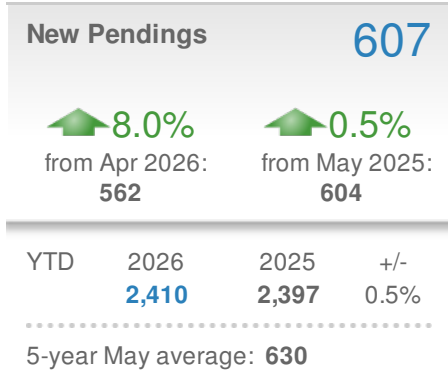 New Pendings 607
8.0% 0.5%
from Apr 2026: from May 2025:
562 604
YTD 2026 2025 +/-
2,410 2,397 0.5%
5-year May average: 630